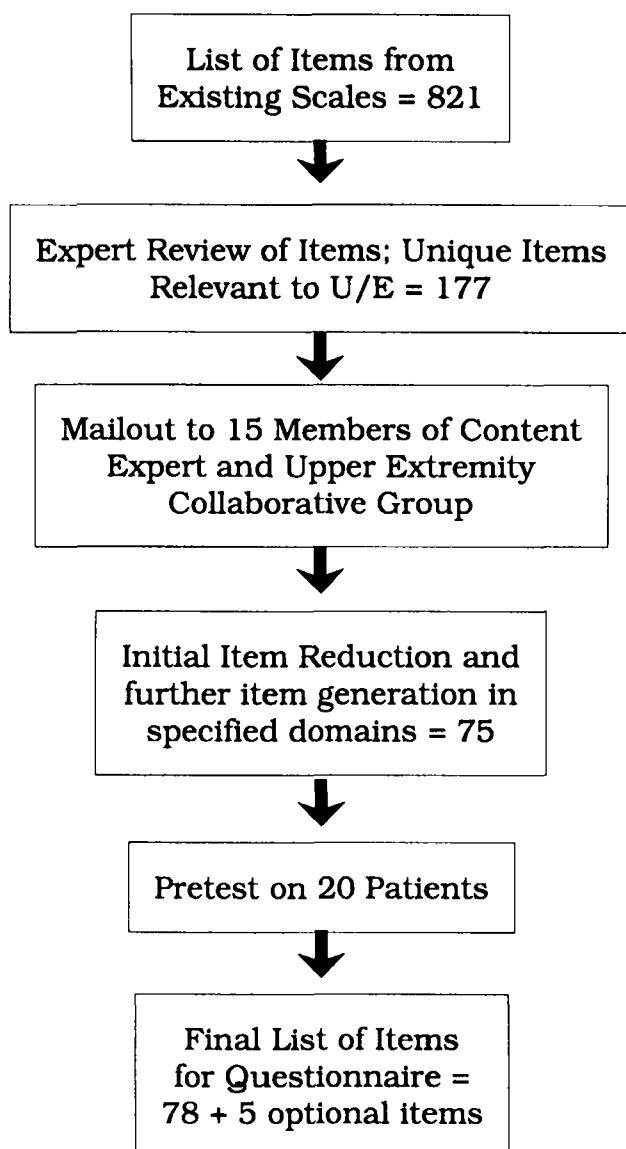 List of Items from
Existing Scales = 821
Expert Review of Items; Unique Items
Relevant to U/E = 177
Mailout to 15 Members of Content
Expert and Upper Extremity
Collaborative Group
Initial Item Reduction and
further item generation in
specified domains = 75
Pretest on 20 Patients
Final List of Items
for Questionnaire =
78 + 5 optional items